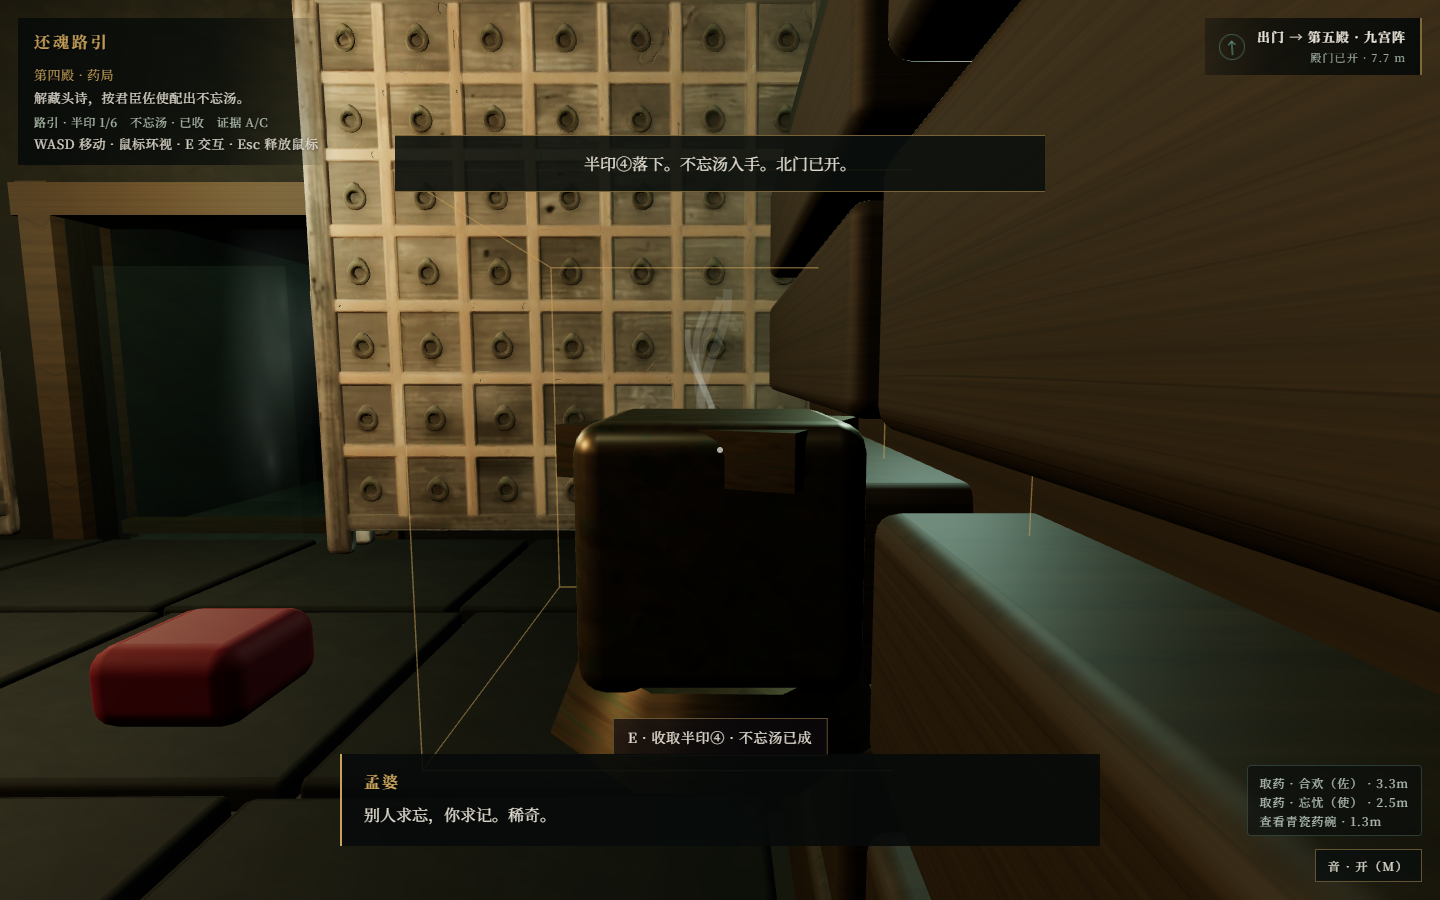 还魂路引
第四殿 · 药局
解藏头诗，按君臣佐使配出不忘汤。
路引 · 半印 1/6 不忘汤 · 已收 证据 A/C
WASD 移动 · 鼠标环视 · E 交互 · Esc 释放鼠标
出门 → 第五殿 · 九宫阵
殿门已开 · 7.7 m
半印④落下。不忘汤入手。北门已开。
E · 收取半印④ · 不忘汤已成
孟婆
别人求忘，你求记。稀奇。
取药 · 合欢（佐） · 3.3m
取药 · 忘忧（使） · 2.5m
查看青瓷药碗 · 1.3m
音 · 开（M）